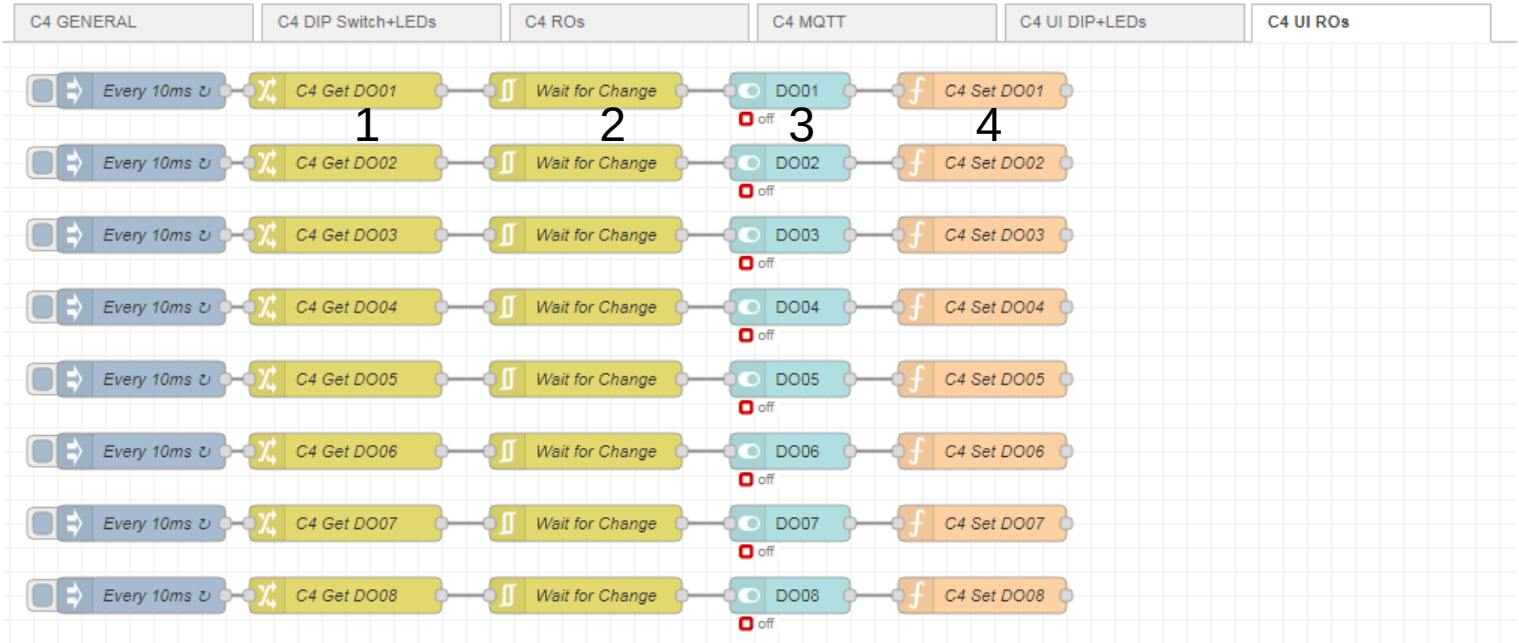 C4 GENERAL C4 DIP Switch+LEDs C4 ROs C4 MQTT C4 UI DIP+LEDs C4 UI ROs
Every 10ms ↻ C4 Get DO01 Wait for Change DO01 C4 Set DO01
off
1 2 3 4
Every 10ms ↻ C4 Get DO02 Wait for Change DO02 C4 Set DO02
off
Every 10ms ↻ C4 Get DO03 Wait for Change DO03 C4 Set DO03
off
Every 10ms ↻ C4 Get DO04 Wait for Change DO04 C4 Set DO04
off
Every 10ms ↻ C4 Get DO05 Wait for Change DO05 C4 Set DO05
off
Every 10ms ↻ C4 Get DO06 Wait for Change DO06 C4 Set DO06
off
Every 10ms ↻ C4 Get DO07 Wait for Change DO07 C4 Set DO07
off
Every 10ms ↻ C4 Get DO08 Wait for Change DO08 C4 Set DO08
off